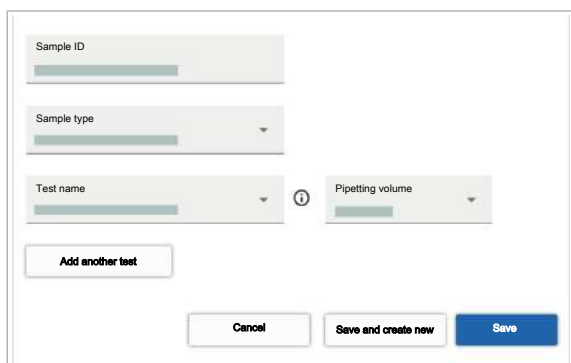 Sample ID
Sample type
Test name
Pipetting volume
Add another test
Cancel
Save and create new
Save